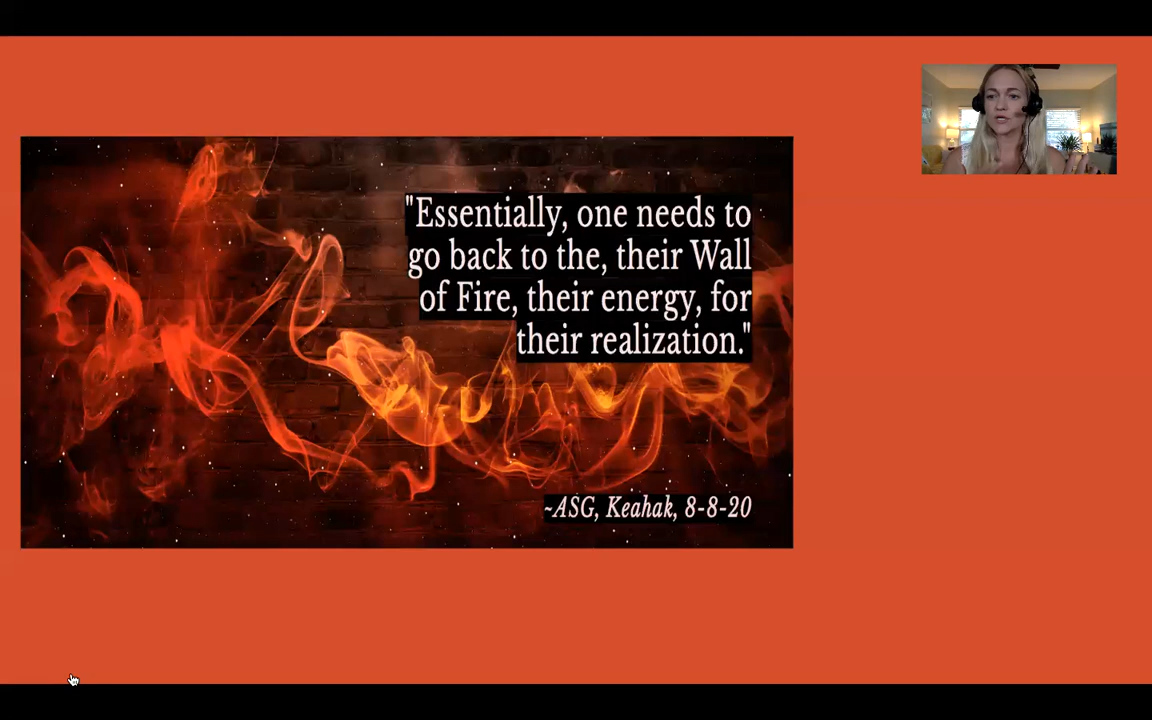 "Essentially, one needs to
go back to the, their Wall
of Fire, their energy, for
their realization."
~ASG, Keahak, 8-8-20